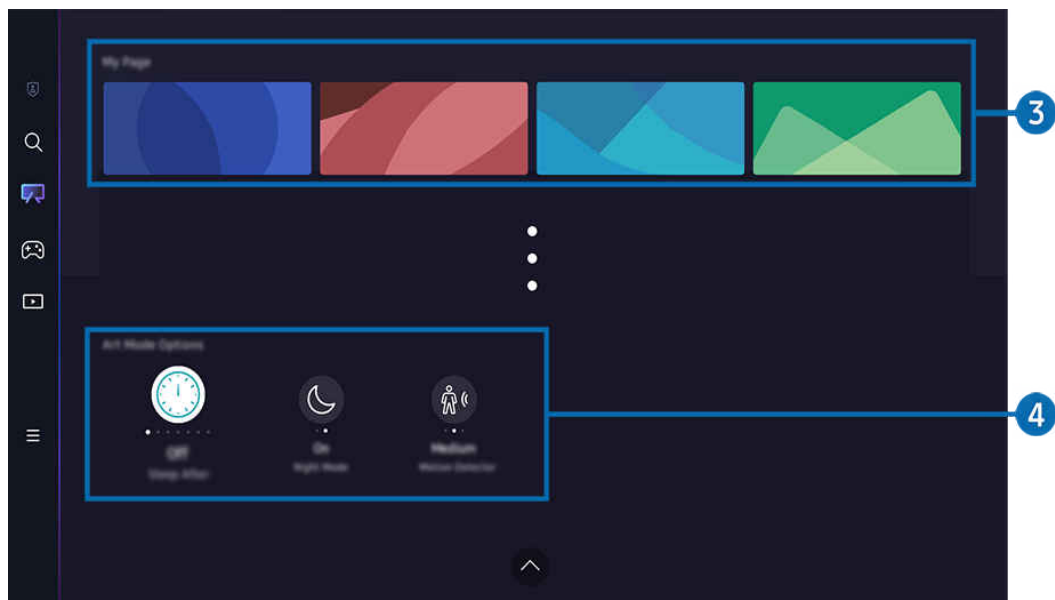 My Page
3
Art Mode Options
4
Off
On
Medium
Sleep After
Night Mode
Motion Detector